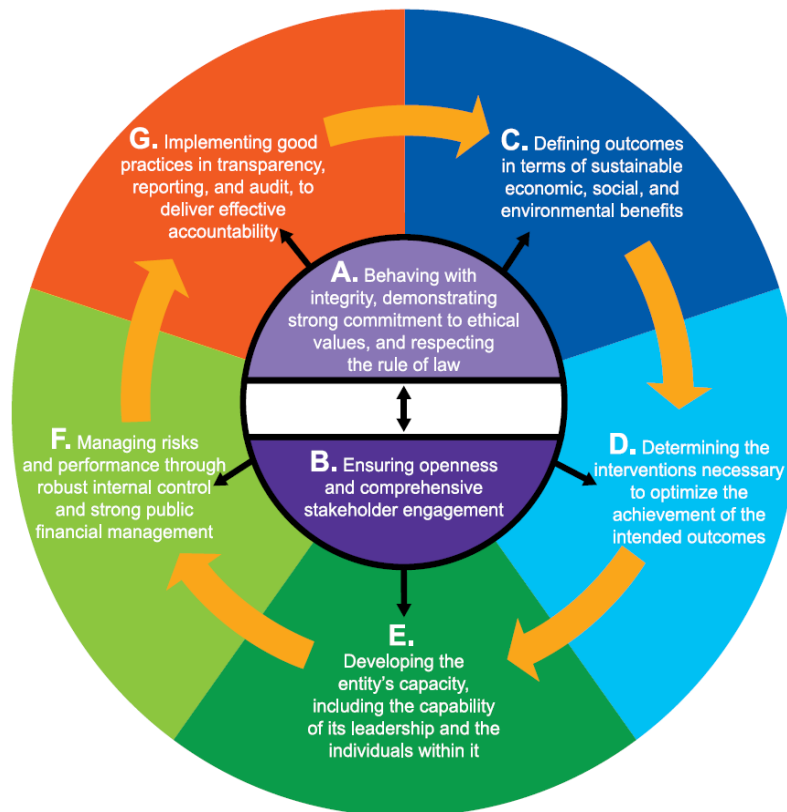 G. Implementing good
practices in transparency,
reporting, and audit, to
deliver effective
accountability
C. Defining outcomes
in terms of sustainable
economic, social, and
environmental benefits
A. Behaving with
integrity, demonstrating
strong commitment to ethical
values, and respecting
the rule of law
B. Ensuring openness
and comprehensive
stakeholder engagement
F. Managing risks
and performance through
robust internal control
and strong public
financial management
D. Determining the
interventions necessary
to optimize the
achievement of the
intended outcomes
E.
Developing the
entity's capacity,
including the capability
of its leadership and the
individuals within it